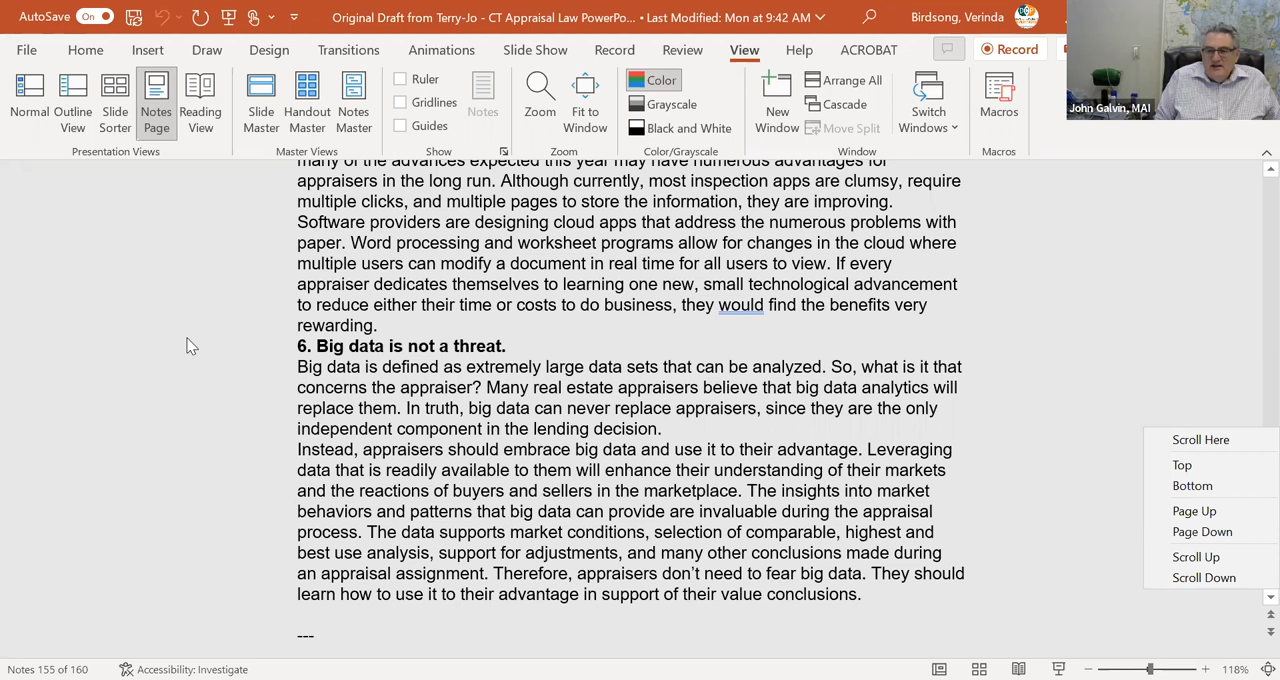 AutoSave On Original Draft from Terry-Jo - CT Appraisal Law PowerPo... • Last Modified: Mon at 9:42 AM Birdsong, Verinda
File Home Insert Draw Design Transitions Animations Slide Show Record Review View Help ACROBAT Record
Normal Outline View Slide Sorter Notes Page Reading View
Presentation Views
Slide Master Handout Master Notes Master
Master Views
Ruler
Gridlines
Guides
Notes
Show
Zoom Fit to Window
Zoom
Color
Grayscale
Black and White
Color/Grayscale
New Window
Arrange All
Cascade
Move Split
Switch Windows
Window
Macros
Macros
John Galvin, MAI
many of the advances expected this year may have numerous advantages for
appraisers in the long run. Although currently, most inspection apps are clumsy, require
multiple clicks, and multiple pages to store the information, they are improving.
Software providers are designing cloud apps that address the numerous problems with
paper. Word processing and worksheet programs allow for changes in the cloud where
multiple users can modify a document in real time for all users to view. If every
appraiser dedicates themselves to learning one new, small technological advancement
to reduce either their time or costs to do business, they would find the benefits very
rewarding.
6. Big data is not a threat.
Big data is defined as extremely large data sets that can be analyzed. So, what is it that
concerns the appraiser? Many real estate appraisers believe that big data analytics will
replace them. In truth, big data can never replace appraisers, since they are the only
independent component in the lending decision.
Instead, appraisers should embrace big data and use it to their advantage. Leveraging
data that is readily available to them will enhance their understanding of their markets
and the reactions of buyers and sellers in the marketplace. The insights into market
behaviors and patterns that big data can provide are invaluable during the appraisal
process. The data supports market conditions, selection of comparable, highest and
best use analysis, support for adjustments, and many other conclusions made during
an appraisal assignment. Therefore, appraisers don't need to fear big data. They should
learn how to use it to their advantage in support of their value conclusions.
---
Scroll Here
Top
Bottom
Page Up
Page Down
Scroll Up
Scroll Down
Notes 155 of 160 Accessibility: Investigate 118%